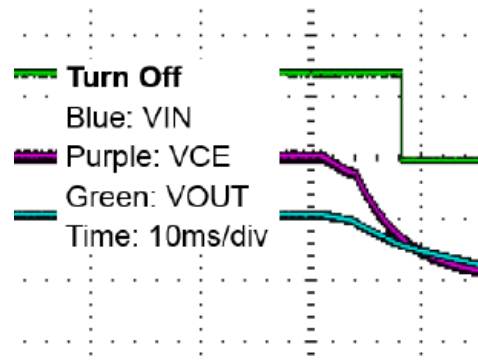 Turn Off
Blue: VIN
Purple: VCE
Green: VOUT
Time: 10ms/div